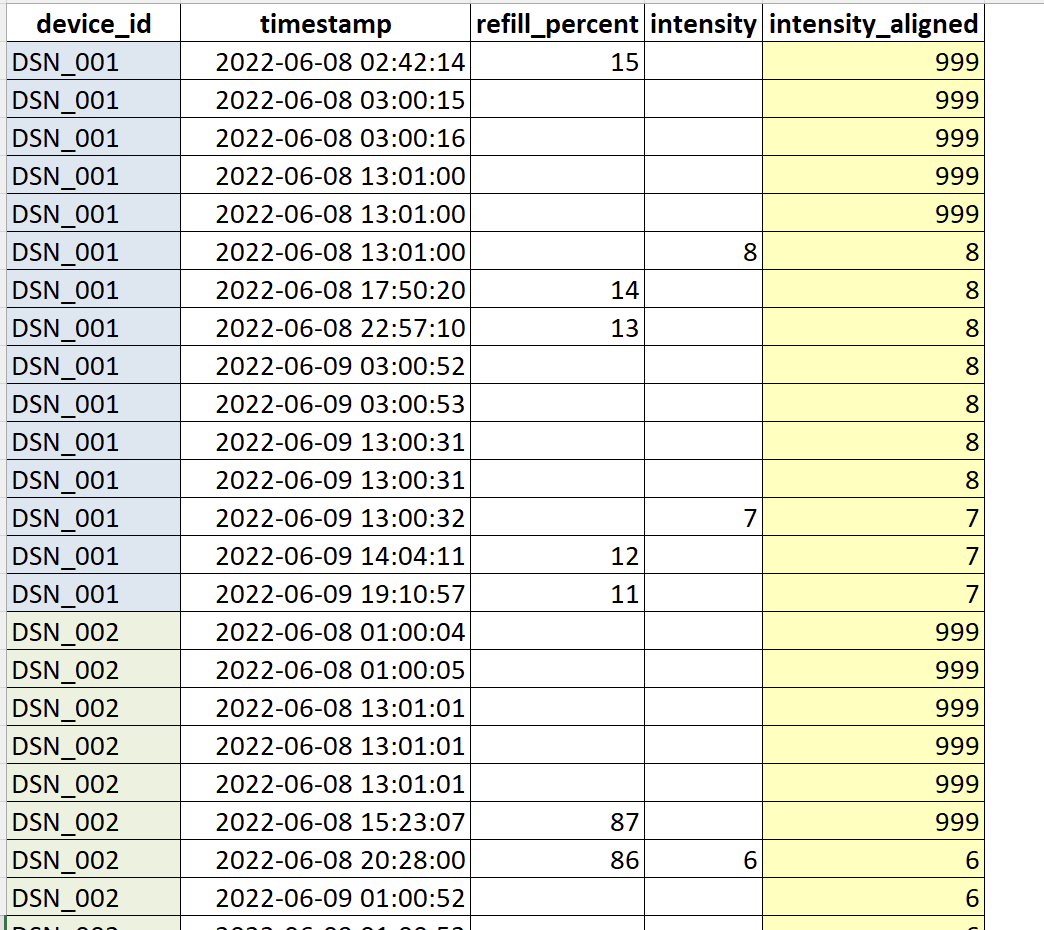 device_id timestamp refill_percent intensity intensity_aligned
DSN_001 2022-06-08 02:42:14 15 999
DSN_001 2022-06-08 03:00:15 999
DSN_001 2022-06-08 03:00:16 999
DSN_001 2022-06-08 13:01:00 999
DSN_001 2022-06-08 13:01:00 999
DSN_001 2022-06-08 13:01:00 8 8
DSN_001 2022-06-08 17:50:20 14 8
DSN_001 2022-06-08 22:57:10 13 8
DSN_001 2022-06-09 03:00:52 8
DSN_001 2022-06-09 03:00:53 8
DSN_001 2022-06-09 13:00:31 8
DSN_001 2022-06-09 13:00:31 8
DSN_001 2022-06-09 13:00:32 7 7
DSN_001 2022-06-09 14:04:11 12 7
DSN_001 2022-06-09 19:10:57 11 7
DSN_002 2022-06-08 01:00:04 999
DSN_002 2022-06-08 01:00:05 999
DSN_002 2022-06-08 13:01:01 999
DSN_002 2022-06-08 13:01:01 999
DSN_002 2022-06-08 13:01:01 999
DSN_002 2022-06-08 15:23:07 87 999
DSN_002 2022-06-08 20:28:00 86 6 6
DSN_002 2022-06-09 01:00:52 6